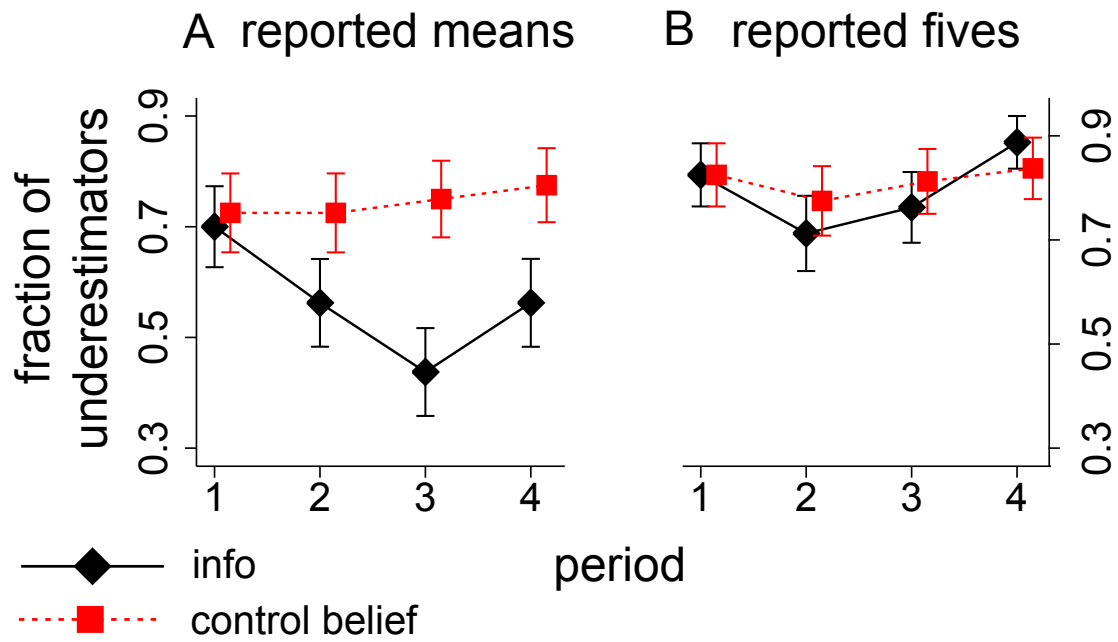 A reported means
B reported fives
fraction of
underestimators
0.9
0.7
0.5
0.3
1 2 3 4
1 2 3 4
0.9
0.7
0.5
0.3
period
info
control belief